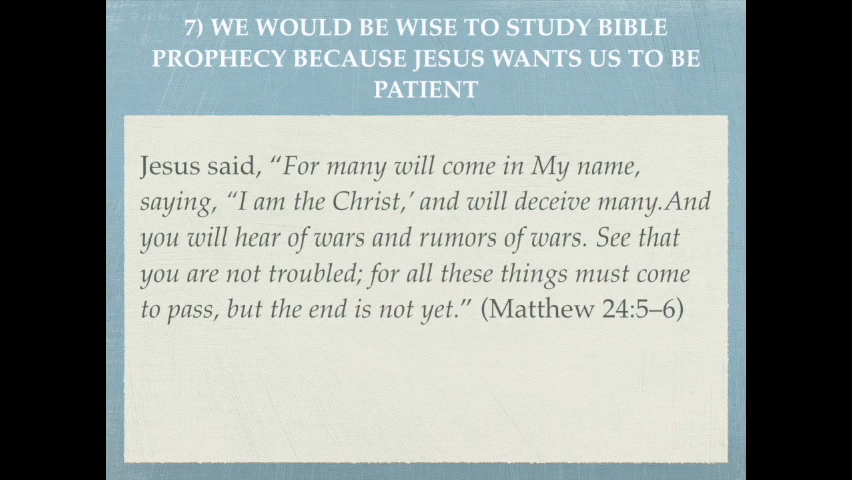 7) WE WOULD BE WISE TO STUDY BIBLE
PROPHECY BECAUSE JESUS WANTS US TO BE
PATIENT
Jesus said, “For many will come in My name,
saying, “I am the Christ,’ and will deceive many.And
you will hear of wars and rumors of wars. See that
you are not troubled; for all these things must come
to pass, but the end is not yet.” (Matthew 24:5–6)